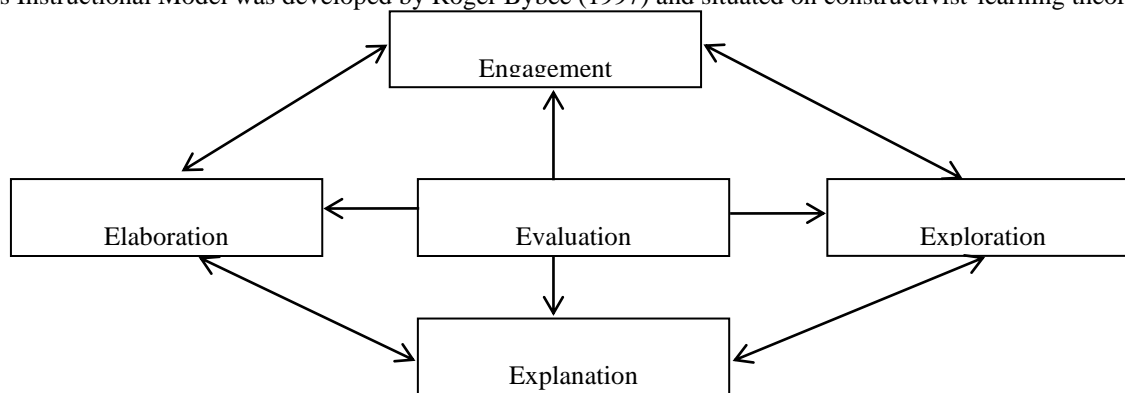 s Instructional Model was developed by Roger Bybee (1997) and situated on constructivist-learning theor
Engagement
Elaboration Evaluation Exploration
Explanation